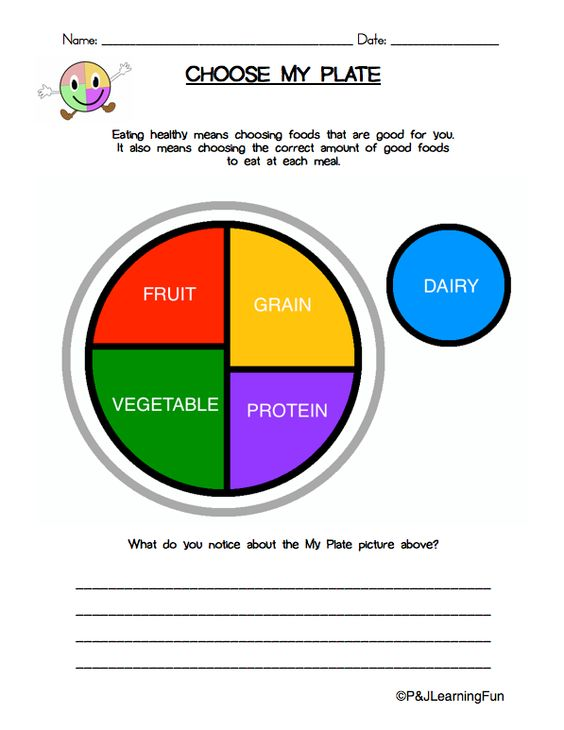 Name: ______________________________ Date: ______________
CHOOSE MY PLATE
Eating healthy means choosing foods that are good for you.
It also means choosing the correct amount of good foods
to eat at each meal.
FRUIT
GRAIN
DAIRY
VEGETABLE
PROTEIN
What do you notice about the My Plate picture above?
©P&JLearningFun